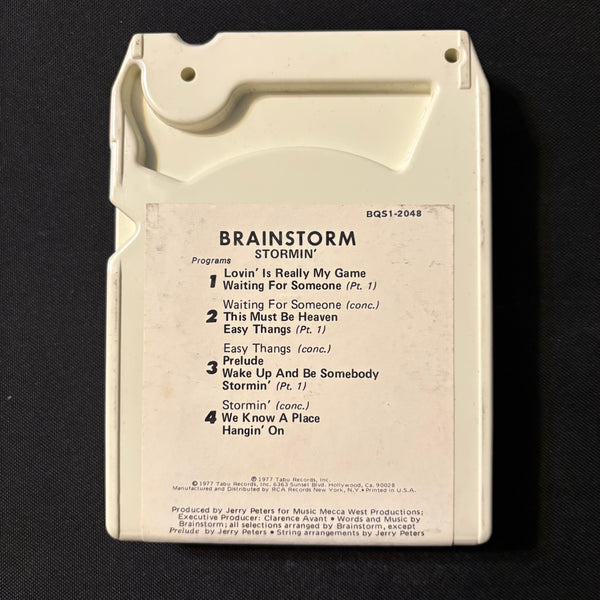 BQS1-2048
BRAINSTORM
STORMIN'
Programs
1 Lovin' Is Really My Game
Waiting For Someone (Pt. 1)
Waiting For Someone (conc.)
2 This Must Be Heaven
Easy Thangs (Pt. 1)
Easy Thangs (conc.)
3 Prelude
Wake Up And Be Somebody
Stormin' (Pt. 1)
Stormin' (conc.)
4 We Know A Place
Hangin' On
℗ 1977 Tabu Records, Inc.
© 1977 Tabu Records, Inc. 6363 Sunset Blvd. Hollywood, Ca. 90028
Manufactured and Distributed by RCA Records New York, N.Y. • Printed in U.S.A.
Produced by Jerry Peters for Music Mecca West Productions;
Executive Producer: Clarence Avant • Words and Music by
Brainstorm; all selections arranged by Brainstorm, except
Prelude by Jerry Peters • String arrangements by Jerry Peters